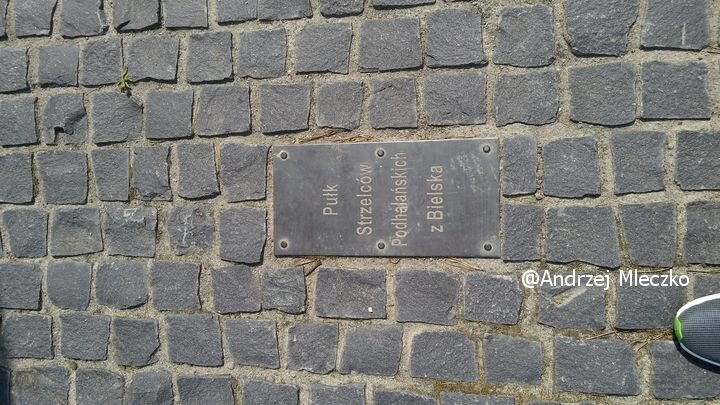 Pułk
Strzelców
Podhalańskich
z Bielska
@Andrzej Mleczko